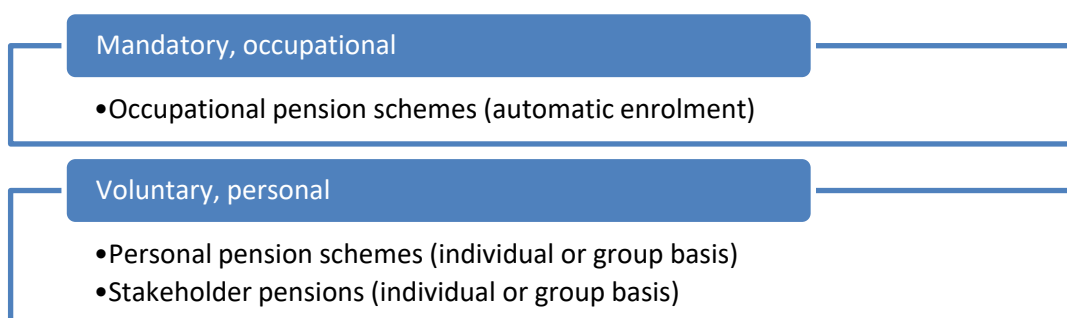 Mandatory, occupational
•Occupational pension schemes (automatic enrolment)
Voluntary, personal
•Personal pension schemes (individual or group basis)
•Stakeholder pensions (individual or group basis)